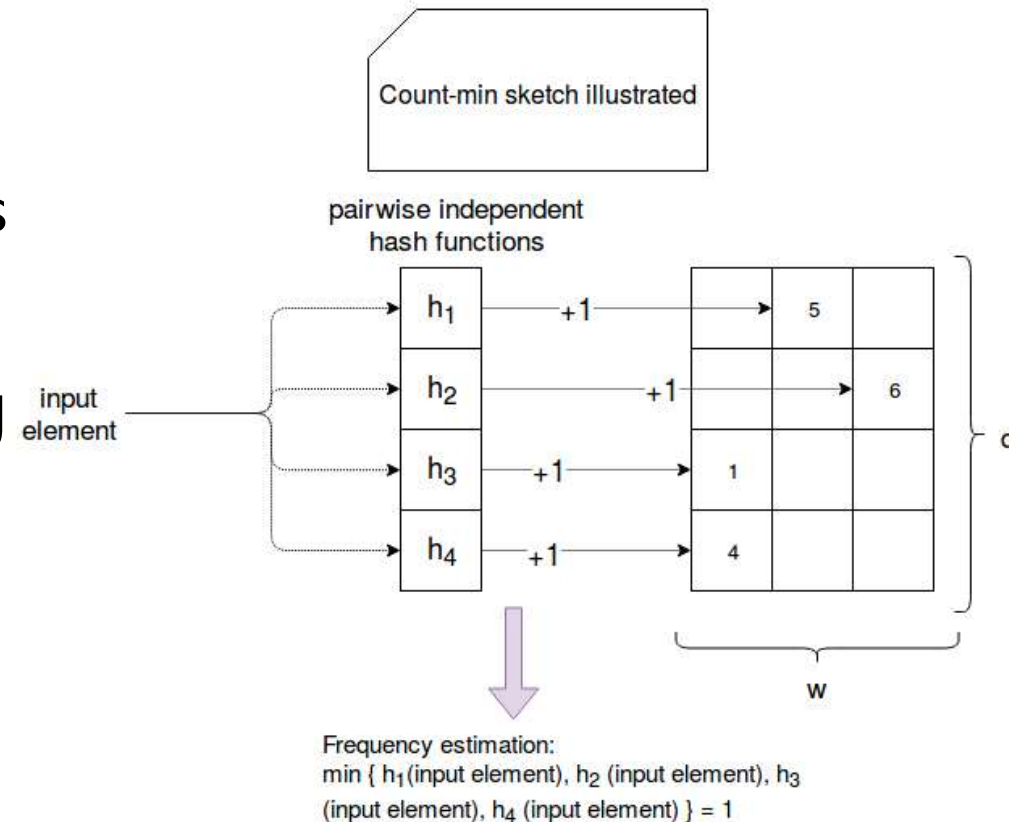 Count-min sketch illustrated
pairwise independent
hash functions
h₁
+1
5
h₂
+1
6
input
element
h₃
+1
1
h₄
+1
4
w
Frequency estimation:
min { h₁(input element), h₂ (input element), h₃
(input element), h₄ (input element) } = 1